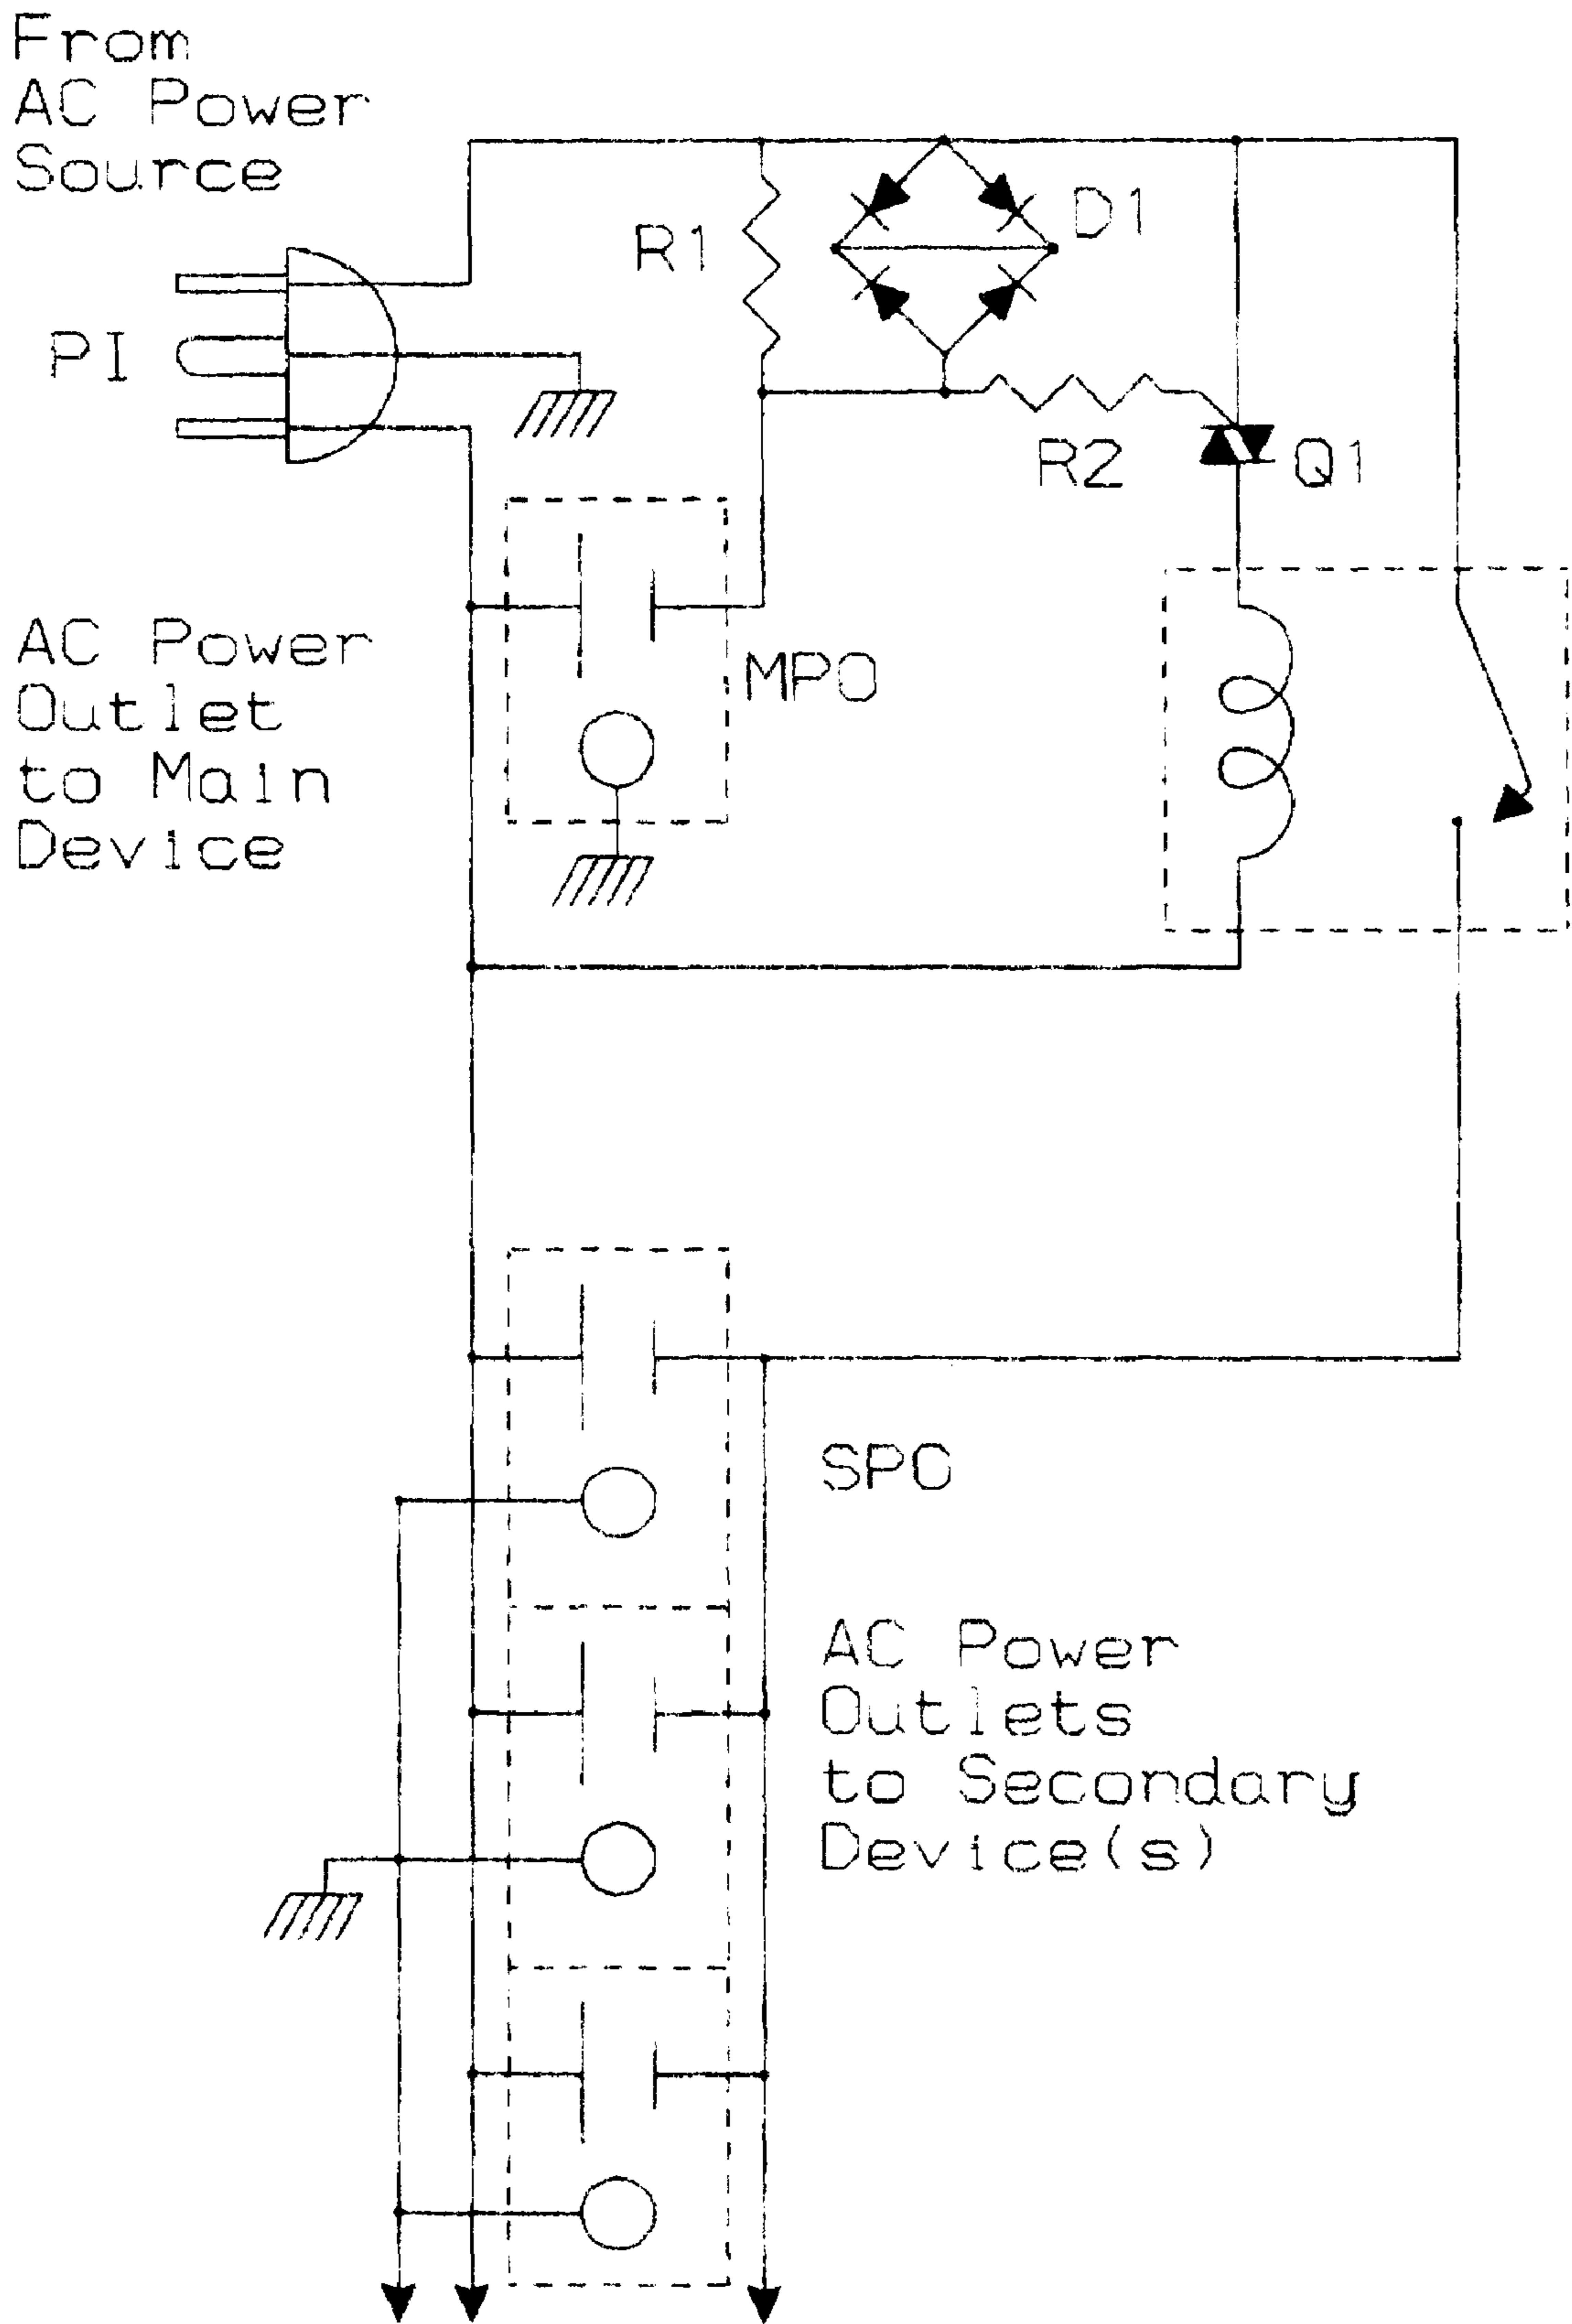 From
AC Power
Source
D1
R1
PI
R2
Q1
AC Power
Outlet
to Main
Device
MPO
SPO
AC Power
Outlets
to Secondary
Device(s)